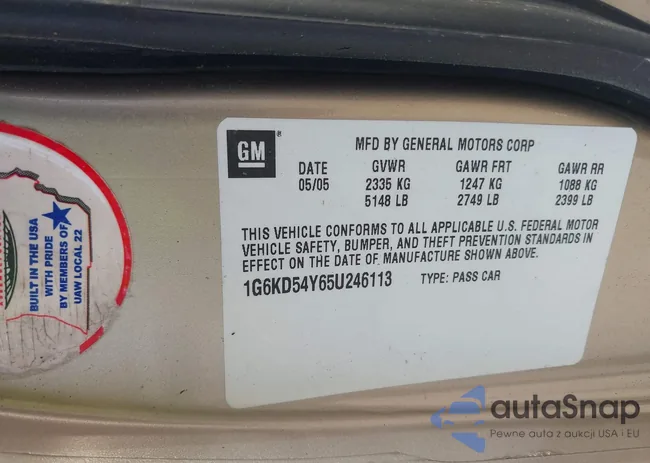 GM
MFD BY GENERAL MOTORS CORP
DATE GVWR GAWR FRT GAWR RR
05/05 2335 KG 1247 KG 1088 KG
5148 LB 2749 LB 2399 LB
THIS VEHICLE CONFORMS TO ALL APPLICABLE U.S. FEDERAL MOTOR
VEHICLE SAFETY, BUMPER, AND THEFT PREVENTION STANDARDS IN
EFFECT ON THE DATE OF MANUFACTURE SHOWN ABOVE.
1G6KD54Y65U246113 TYPE: PASS CAR
BUILT IN THE USA
WITH PRIDE
BY MEMBERS OF
UAW LOCAL 22
autaSnap
Pewne auta z aukcji USA i EU